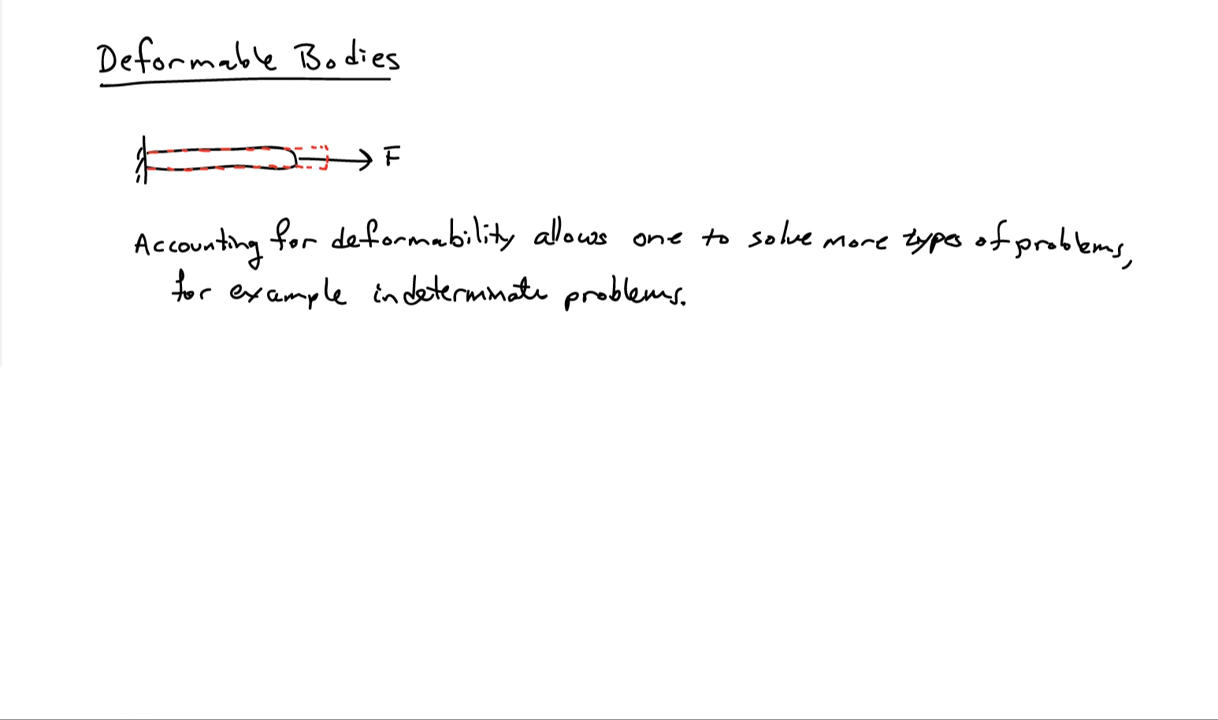 Deformable Bodies
F
Accounting for deformability allows one to solve more types of problems,
for example indeterminate problems.